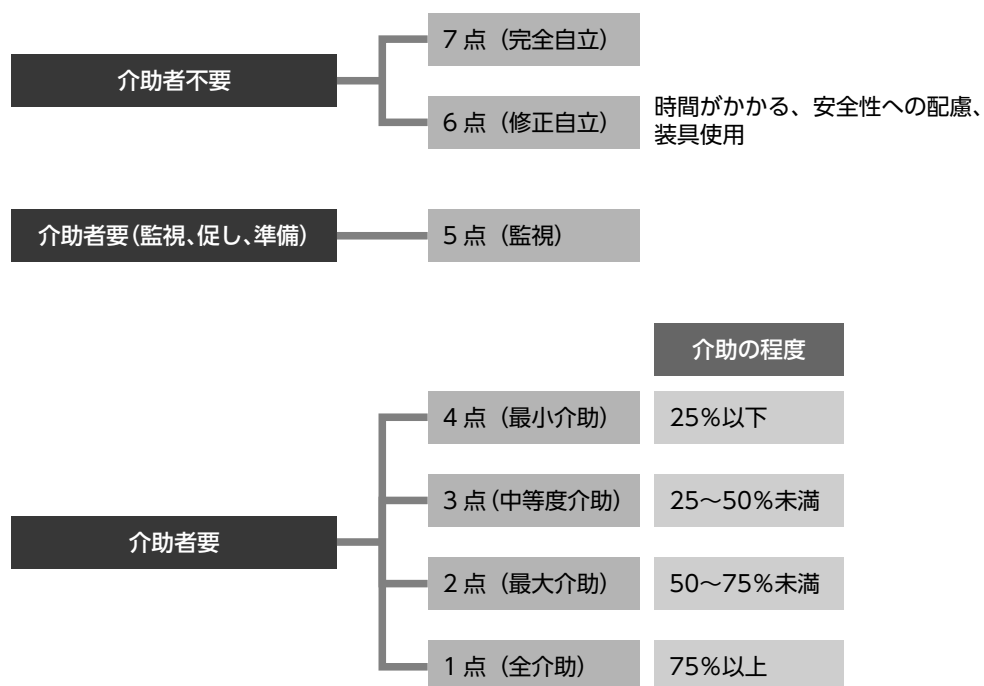 介助者不要
7点（完全自立）
6点（修正自立）
時間がかかる、安全性への配慮、
装具使用
介助者要（監視、促し、準備）
5点（監視）
介助の程度
介助者要
4点（最小介助）
25%以下
3点（中等度介助）
25〜50%未満
2点（最大介助）
50〜75%未満
1点（全介助）
75%以上